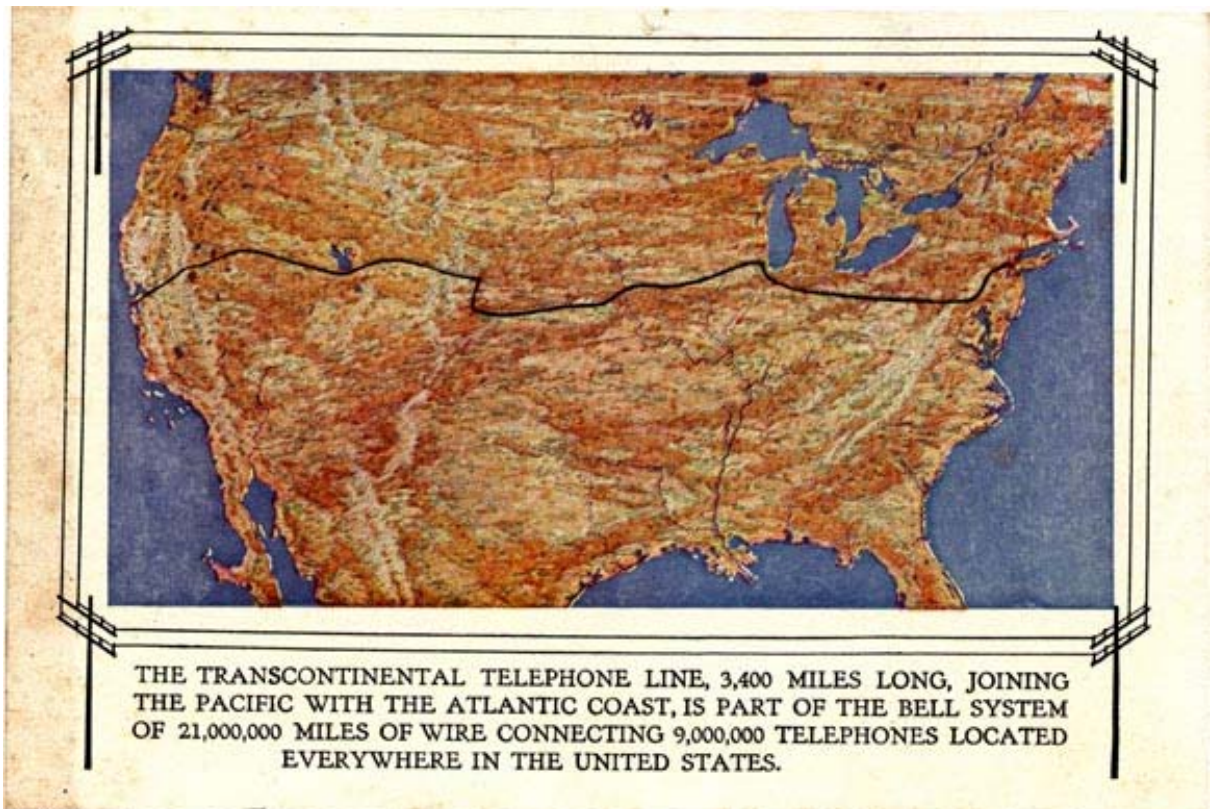 THE TRANSCONTINENTAL TELEPHONE LINE, 3,400 MILES LONG, JOINING
THE PACIFIC WITH THE ATLANTIC COAST, IS PART OF THE BELL SYSTEM
OF 21,000,000 MILES OF WIRE CONNECTING 9,000,000 TELEPHONES LOCATED
EVERYWHERE IN THE UNITED STATES.